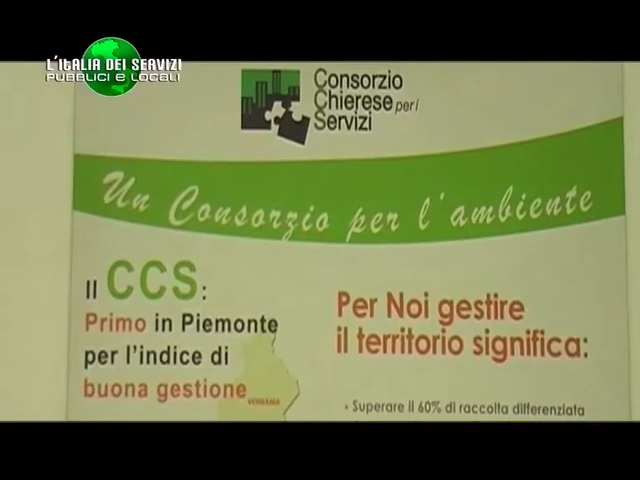 L'ITALIA DEI SERVIZI
PUBBLICI E LOCALI
Consorzio
Chierese per i
Servizi
Un Consorzio per l'ambiente
Il CCS:
Primo in Piemonte
per l'indice di
buona gestione
VERBANIA
Per Noi gestire
il territorio significa:
• Superare il 60% di raccolta differenziata